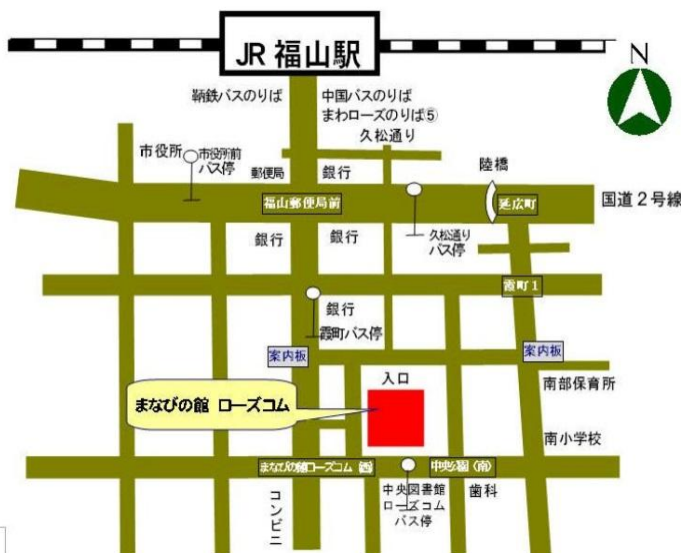 JR 福山駅
N
鞆鉄バスのりば
中国バスのりば
まわローズのりば⑤
久松通り
市役所
市役所前
バス停
郵便局
銀行
陸橋
福山郵便局前
延広町
国道2号線
銀行
銀行
久松通り
バス停
霞町1
銀行
霞町バス停
案内板
案内板
入口
南部保育所
まなびの館 ローズコム
南小学校
まなびの館ローズコム(西)
中央公園(南)
コンビニ
中央図書館
ローズコム
バス停
歯科